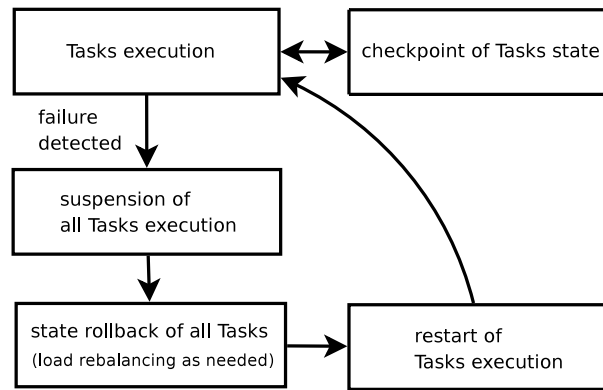 Tasks execution
checkpoint of Tasks state
failure
detected
suspension of
all Tasks execution
state rollback of all Tasks
(load rebalancing as needed)
restart of
Tasks execution